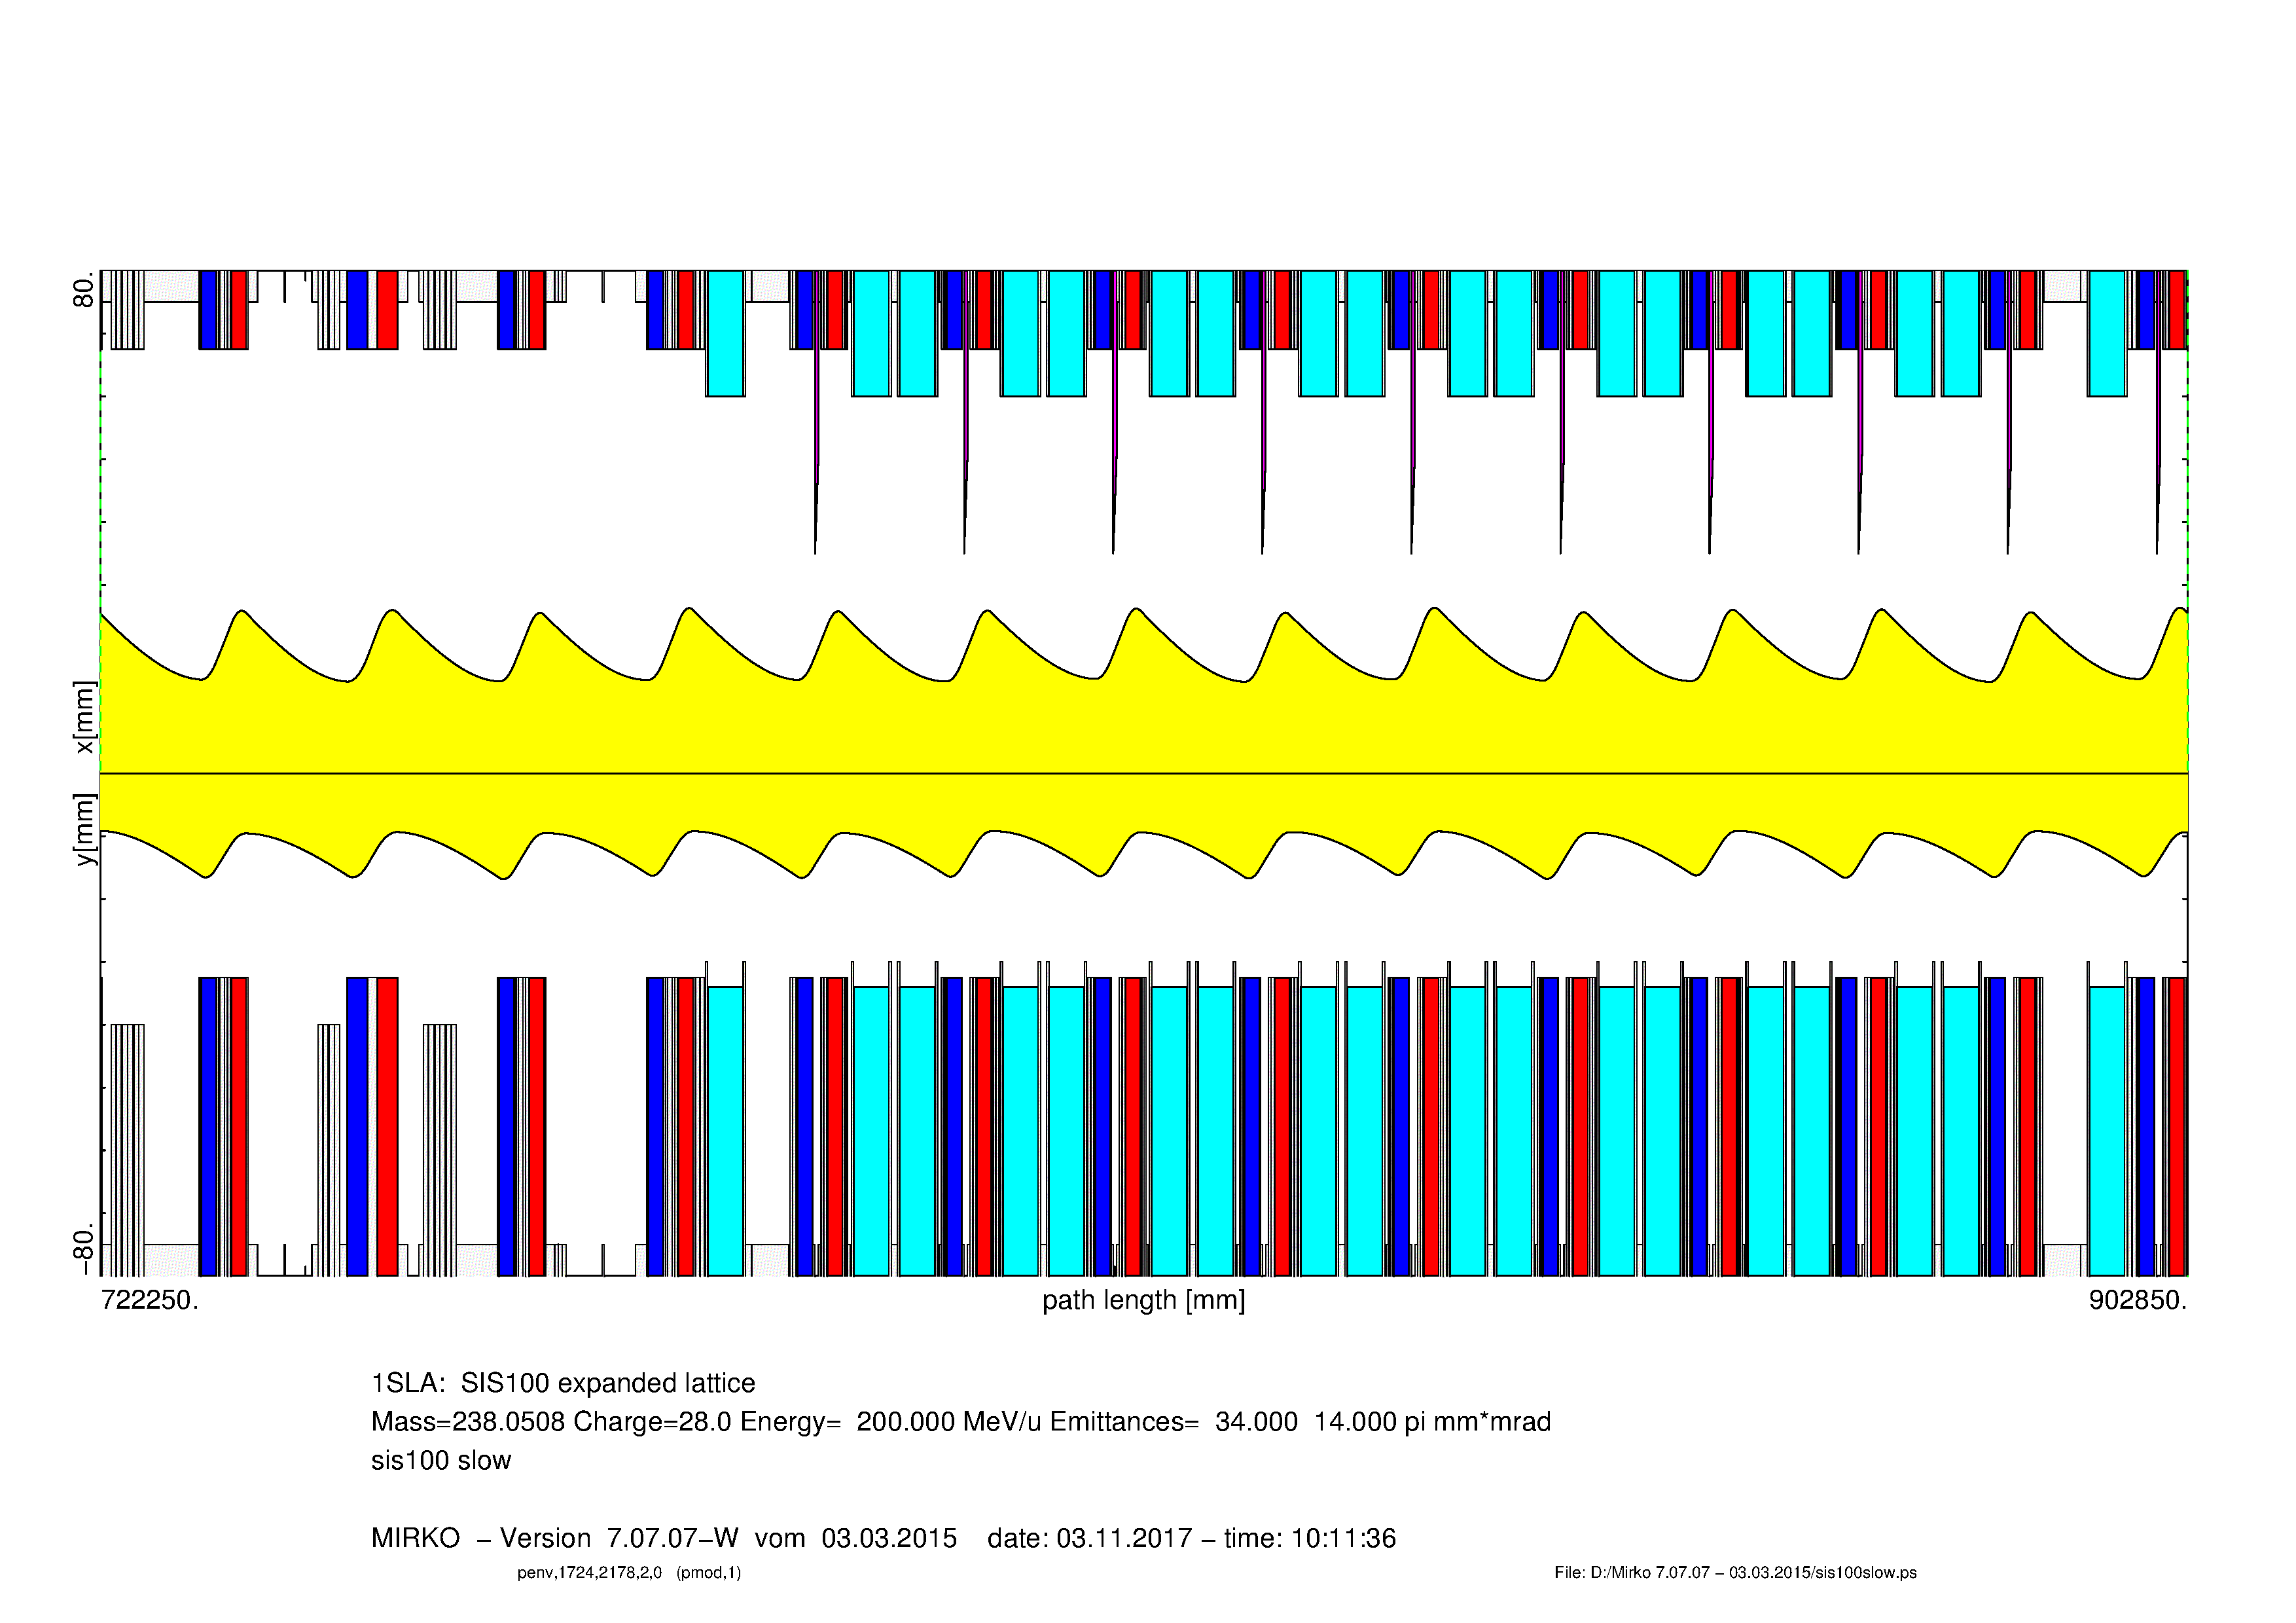 80.
x[mm]
y[mm]
−80.
722250. path length [mm] 902850.
1SLA: SIS100 expanded lattice
Mass=238.0508 Charge=28.0 Energy= 200.000 MeV/u Emittances= 34.000 14.000 pi mm*mrad
sis100 slow
MIRKO − Version 7.07.07−W vom 03.03.2015 date: 03.11.2017 − time: 10:11:36
penv,1724,2178,2,0 (pmod,1) File: D:/Mirko 7.07.07 − 03.03.2015/sis100slow.ps